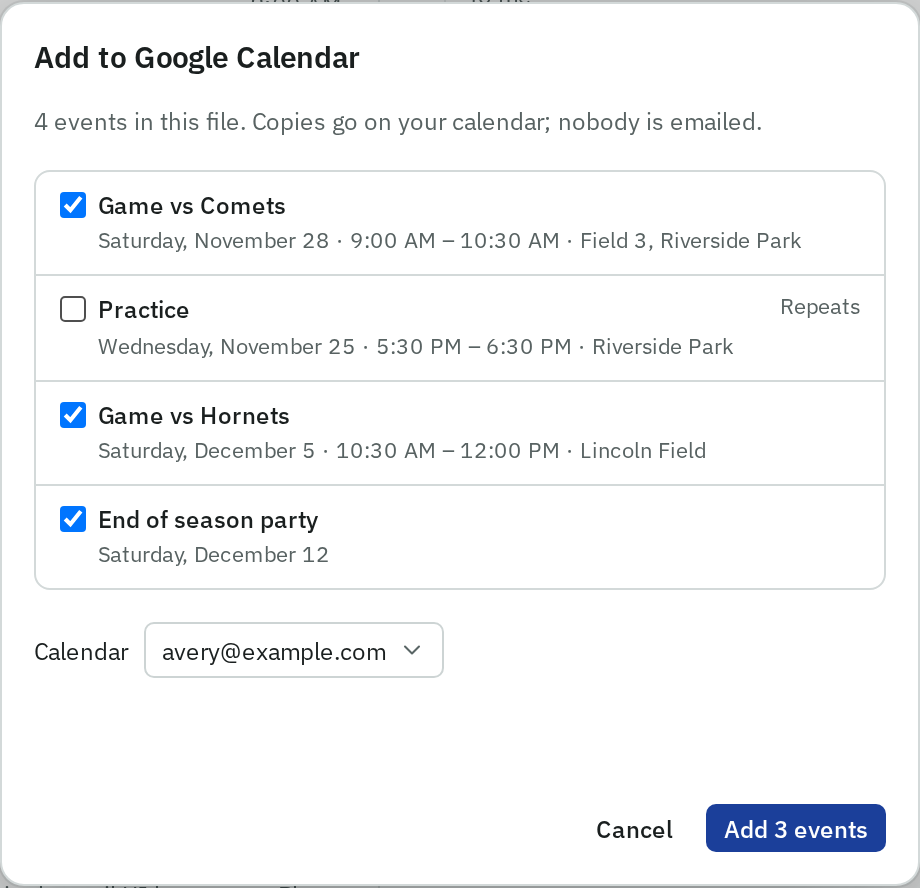 Add to Google Calendar
4 events in this file. Copies go on your calendar; nobody is emailed.
Game vs Comets
Saturday, November 28 · 9:00 AM – 10:30 AM · Field 3, Riverside Park
Practice
Repeats
Wednesday, November 25 · 5:30 PM – 6:30 PM · Riverside Park
Game vs Hornets
Saturday, December 5 · 10:30 AM – 12:00 PM · Lincoln Field
End of season party
Saturday, December 12
Calendar avery@example.com
Cancel Add 3 events